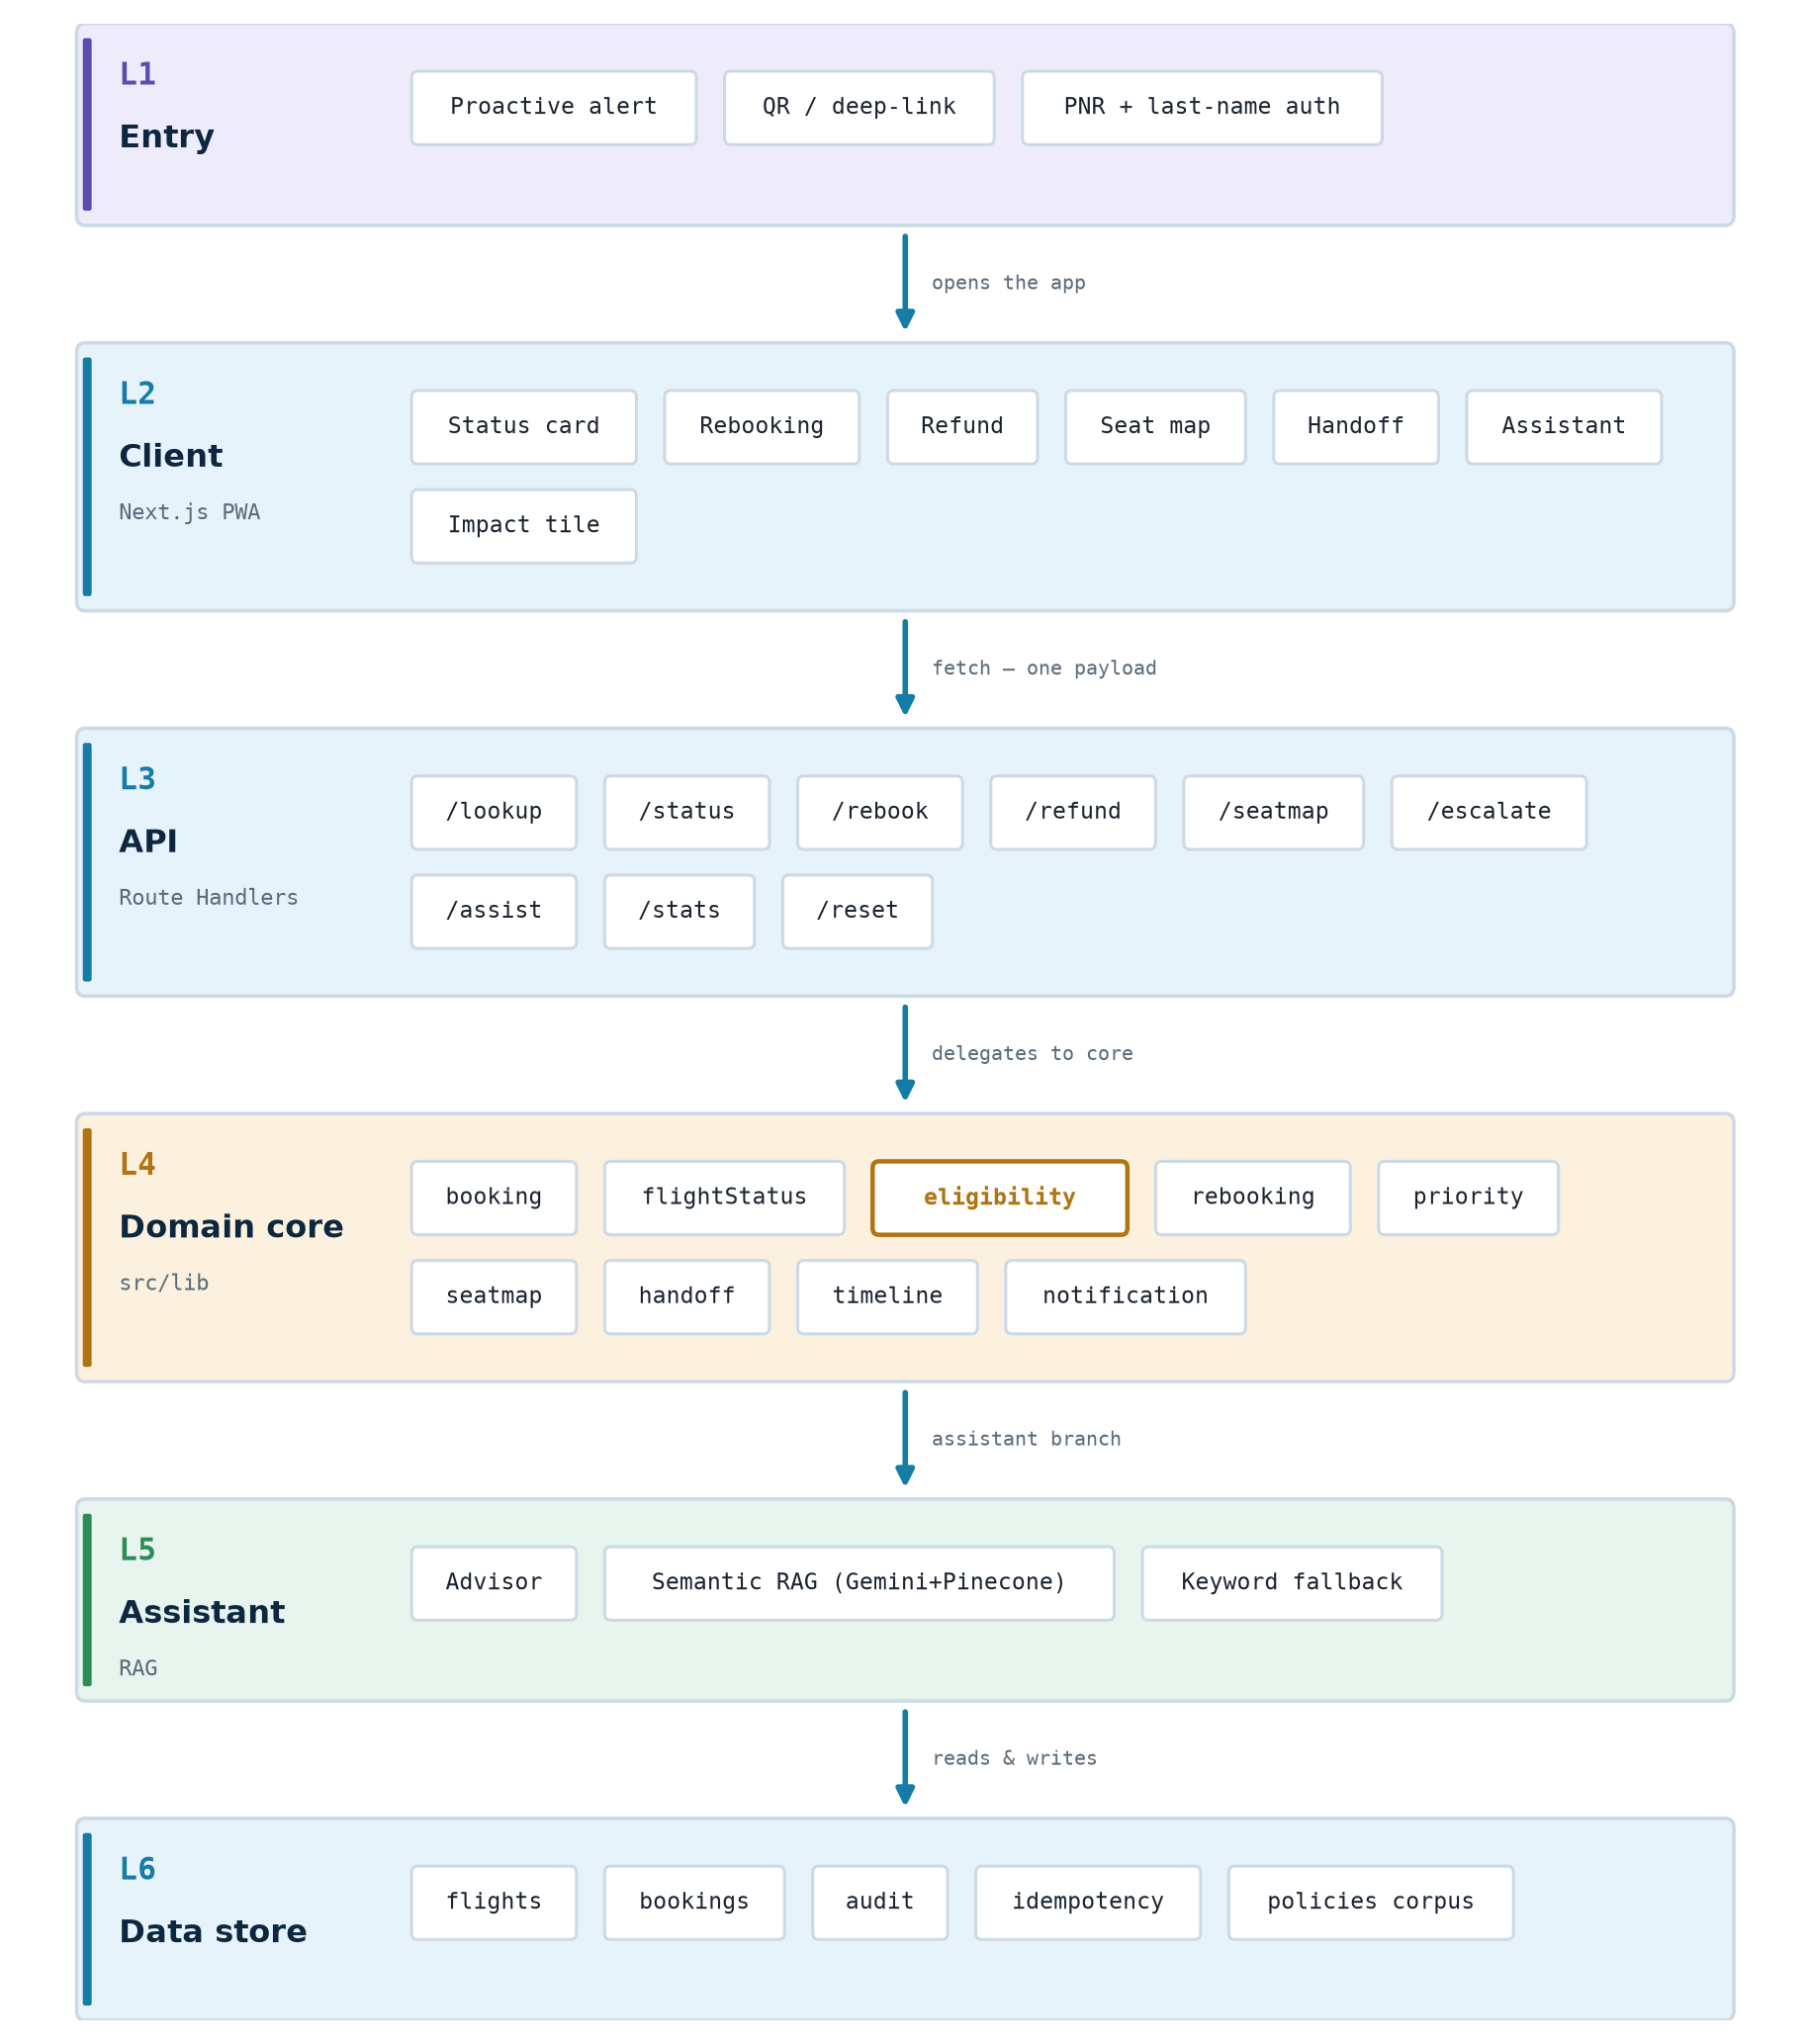 L1
Entry
Proactive alert
QR / deep-link
PNR + last-name auth
opens the app
L2
Client
Next.js PWA
Status card
Rebooking
Refund
Seat map
Handoff
Assistant
Impact tile
fetch — one payload
L3
API
Route Handlers
/lookup
/status
/rebook
/refund
/seatmap
/escalate
/assist
/stats
/reset
delegates to core
L4
Domain core
src/lib
booking
flightStatus
eligibility
rebooking
priority
seatmap
handoff
timeline
notification
assistant branch
L5
Assistant
RAG
Advisor
Semantic RAG (Gemini+Pinecone)
Keyword fallback
reads & writes
L6
Data store
flights
bookings
audit
idempotency
policies corpus